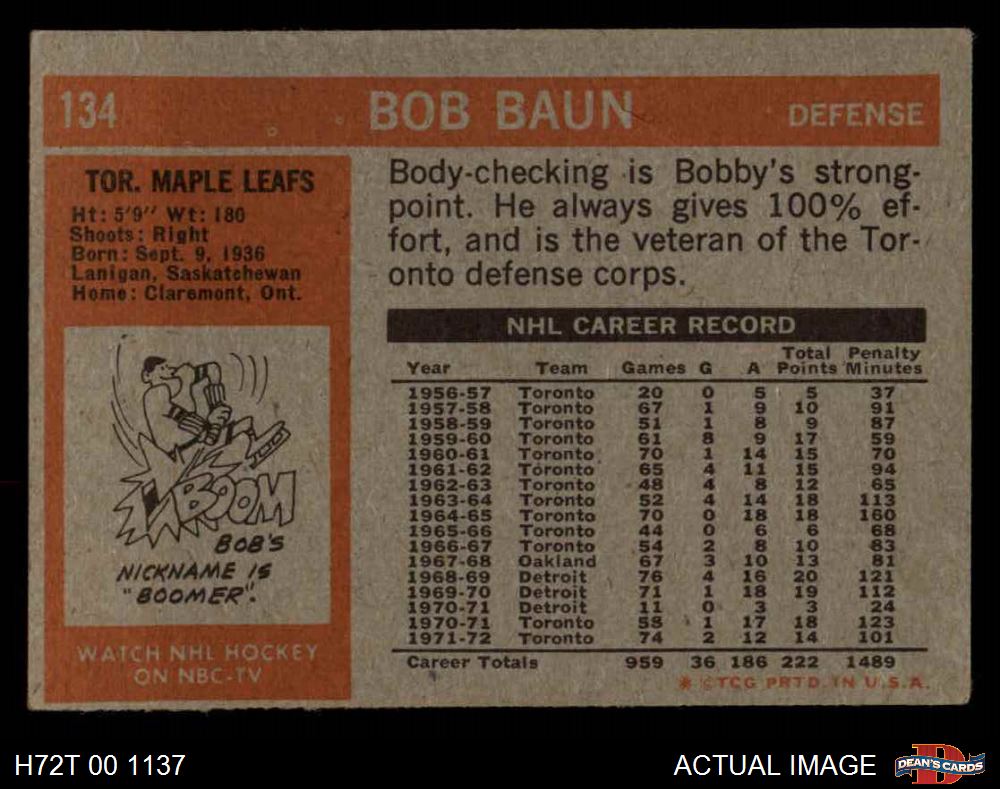 134 BOB BAUN DEFENSE
TOR. MAPLE LEAFS
Ht: 5'9" Wt: 180
Shoots: Right
Born: Sept. 9, 1936
Lanigan, Saskatchewan
Home: Claremont, Ont.
BOOM
BOB'S
NICKNAME IS
"BOOMER".
WATCH NHL HOCKEY
ON NBC-TV
Body-checking is Bobby's strong-
point. He always gives 100% ef-
fort, and is the veteran of the Tor-
onto defense corps.
NHL CAREER RECORD
Year Team Games G A Total Points Penalty Minutes
1956-57 Toronto 20 0 5 5 37
1957-58 Toronto 67 1 9 10 91
1958-59 Toronto 51 1 8 9 87
1959-60 Toronto 61 8 9 17 59
1960-61 Toronto 70 1 14 15 70
1961-62 Toronto 65 4 11 15 94
1962-63 Toronto 48 4 8 12 65
1963-64 Toronto 52 4 14 18 113
1964-65 Toronto 70 0 18 18 160
1965-66 Toronto 44 0 6 6 68
1966-67 Toronto 54 2 8 10 83
1967-68 Oakland 67 3 10 13 81
1968-69 Detroit 76 4 16 20 121
1969-70 Detroit 71 1 18 19 112
1970-71 Detroit 11 0 3 3 24
1970-71 Toronto 58 1 17 18 123
1971-72 Toronto 74 2 12 14 101
Career Totals 959 36 186 222 1489
* ©TCG PRTD. IN U.S.A.
H72T 00 1137
ACTUAL IMAGE
D
DEAN'S CARDS